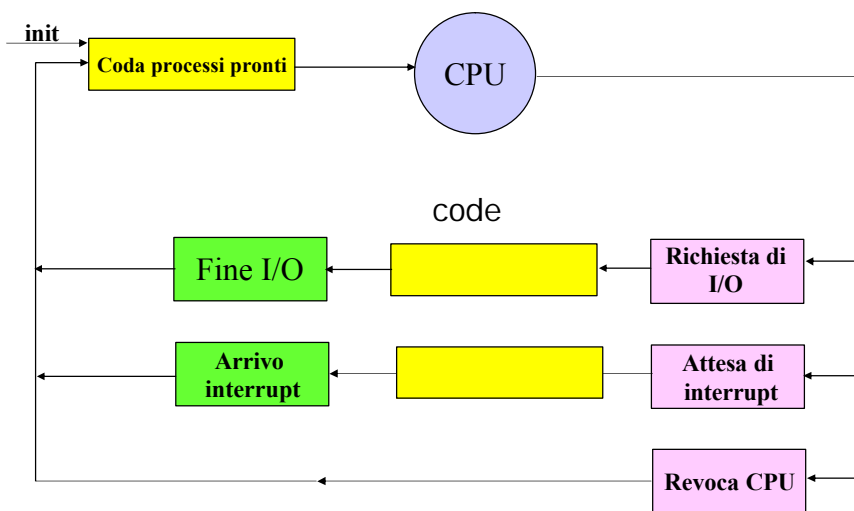 init
Coda processi pronti
CPU
code
Fine I/O
Richiesta di
I/O
Arrivo
interrupt
Attesa di
interrupt
Revoca CPU